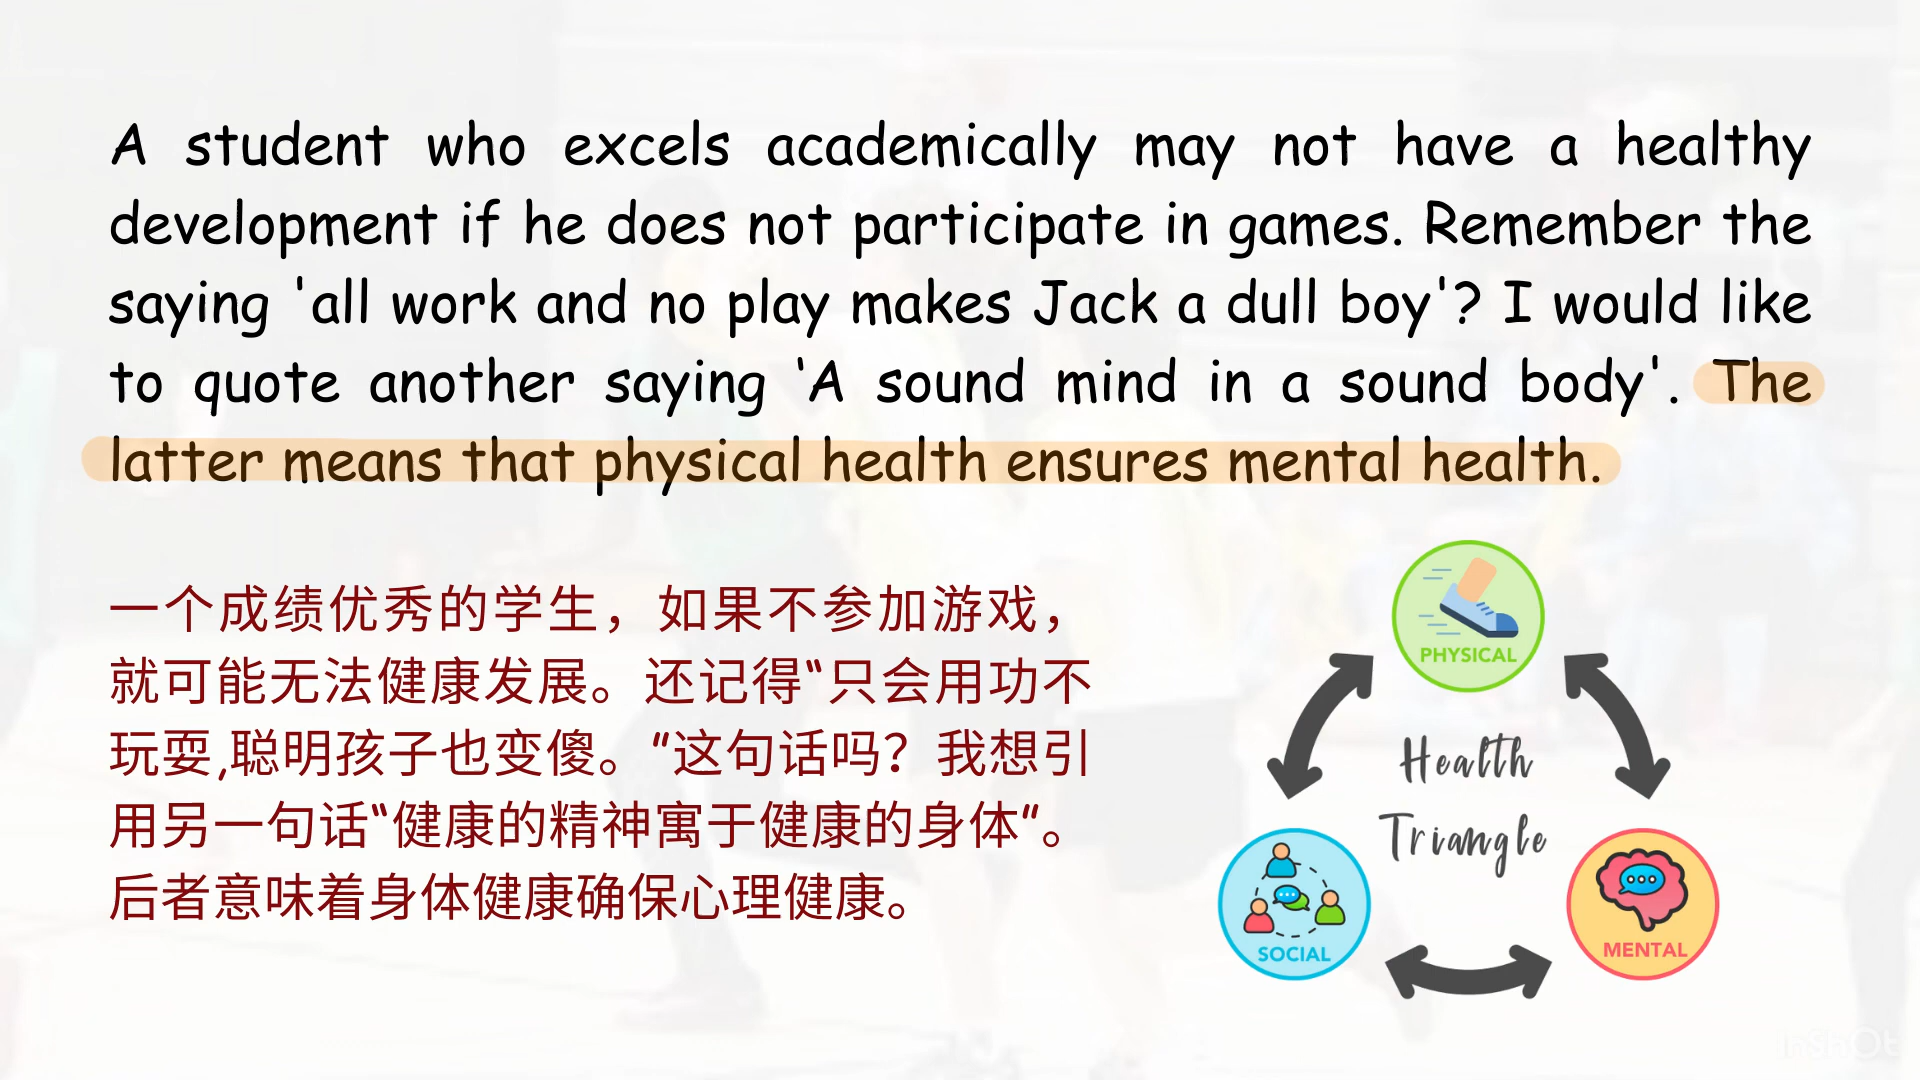 A student who excels academically may not have a healthy
development if he does not participate in games. Remember the
saying 'all work and no play makes Jack a dull boy'? I would like
to quote another saying ‘A sound mind in a sound body'. The
latter means that physical health ensures mental health.
一个成绩优秀的学生，如果不参加游戏，
就可能无法健康发展。还记得“只会用功不
玩耍,聪明孩子也变傻。”这句话吗？我想引
用另一句话“健康的精神寓于健康的身体”。
后者意味着身体健康确保心理健康。
PHYSICAL
Health
Triangle
SOCIAL
MENTAL
InShOt